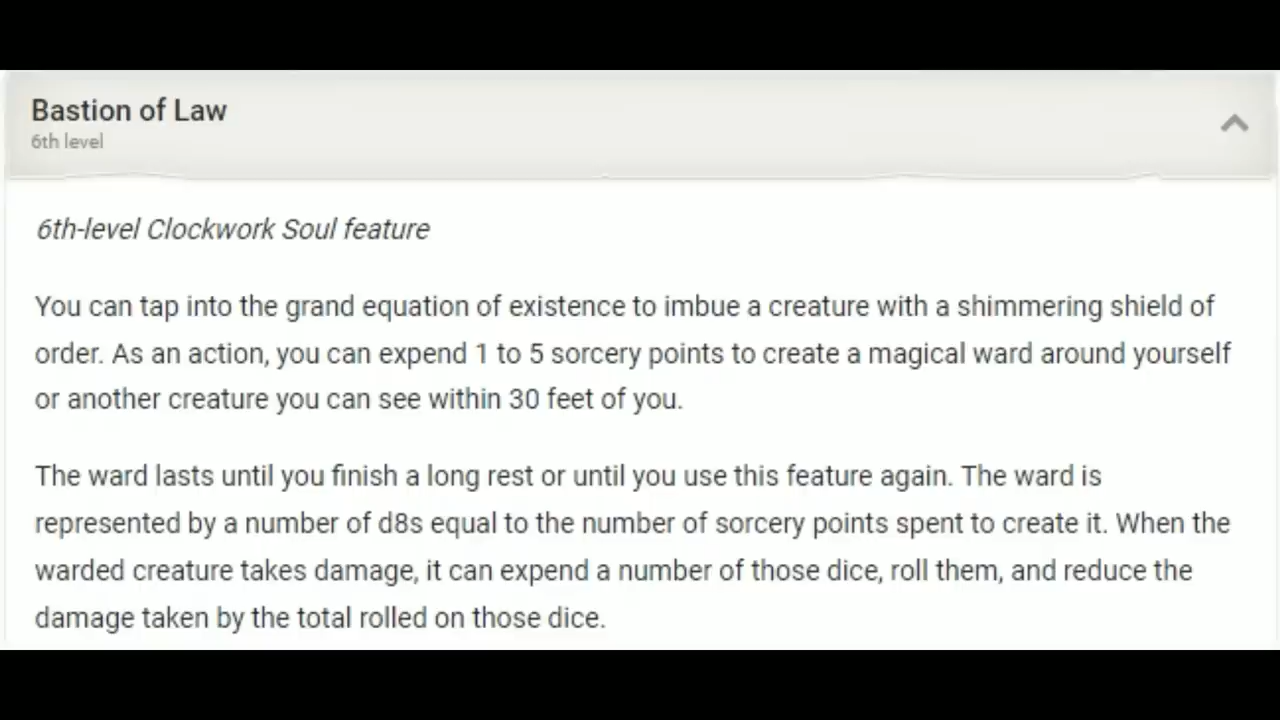 Bastion of Law
6th level
6th-level Clockwork Soul feature
You can tap into the grand equation of existence to imbue a creature with a shimmering shield of
order. As an action, you can expend 1 to 5 sorcery points to create a magical ward around yourself
or another creature you can see within 30 feet of you.
The ward lasts until you finish a long rest or until you use this feature again. The ward is
represented by a number of d8s equal to the number of sorcery points spent to create it. When the
warded creature takes damage, it can expend a number of those dice, roll them, and reduce the
damage taken by the total rolled on those dice.